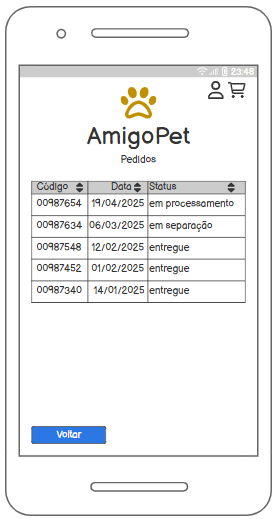 23:48
AmigoPet
Pedidos
Código Data Status
00987654 19/04/2025 em processamento
00987634 06/03/2025 em separação
00987548 12/02/2025 entregue
00987452 01/02/2025 entregue
00987340 14/01/2025 entregue
Voltar